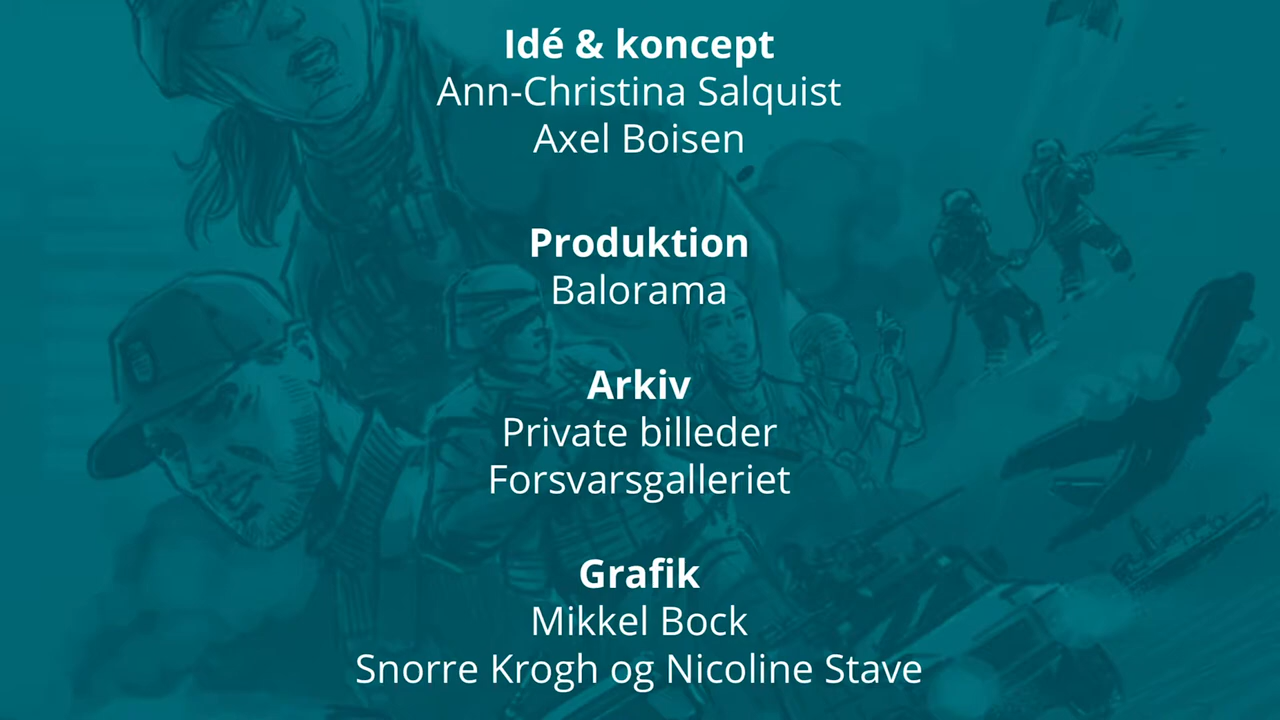 Idé & koncept
Ann-Christina Salquist
Axel Boisen
Produktion
Balorama
Arkiv
Private billeder
Forsvarsgalleriet
Grafik
Mikkel Bock
Snorre Krogh og Nicoline Stave